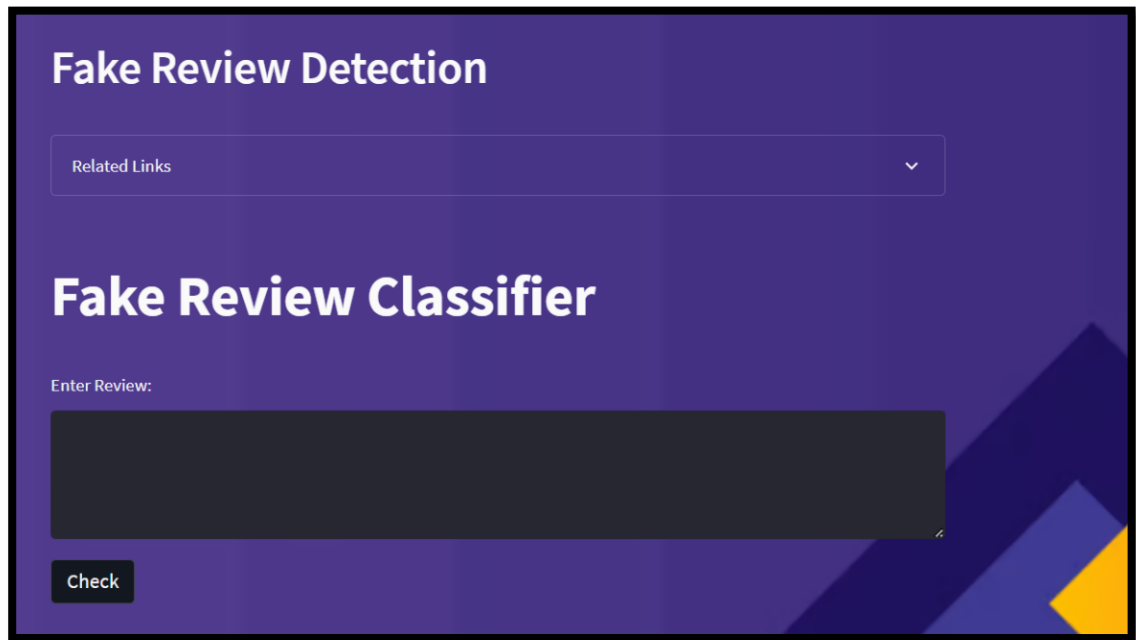 Fake Review Detection
Related Links
Fake Review Classifier
Enter Review:
Check